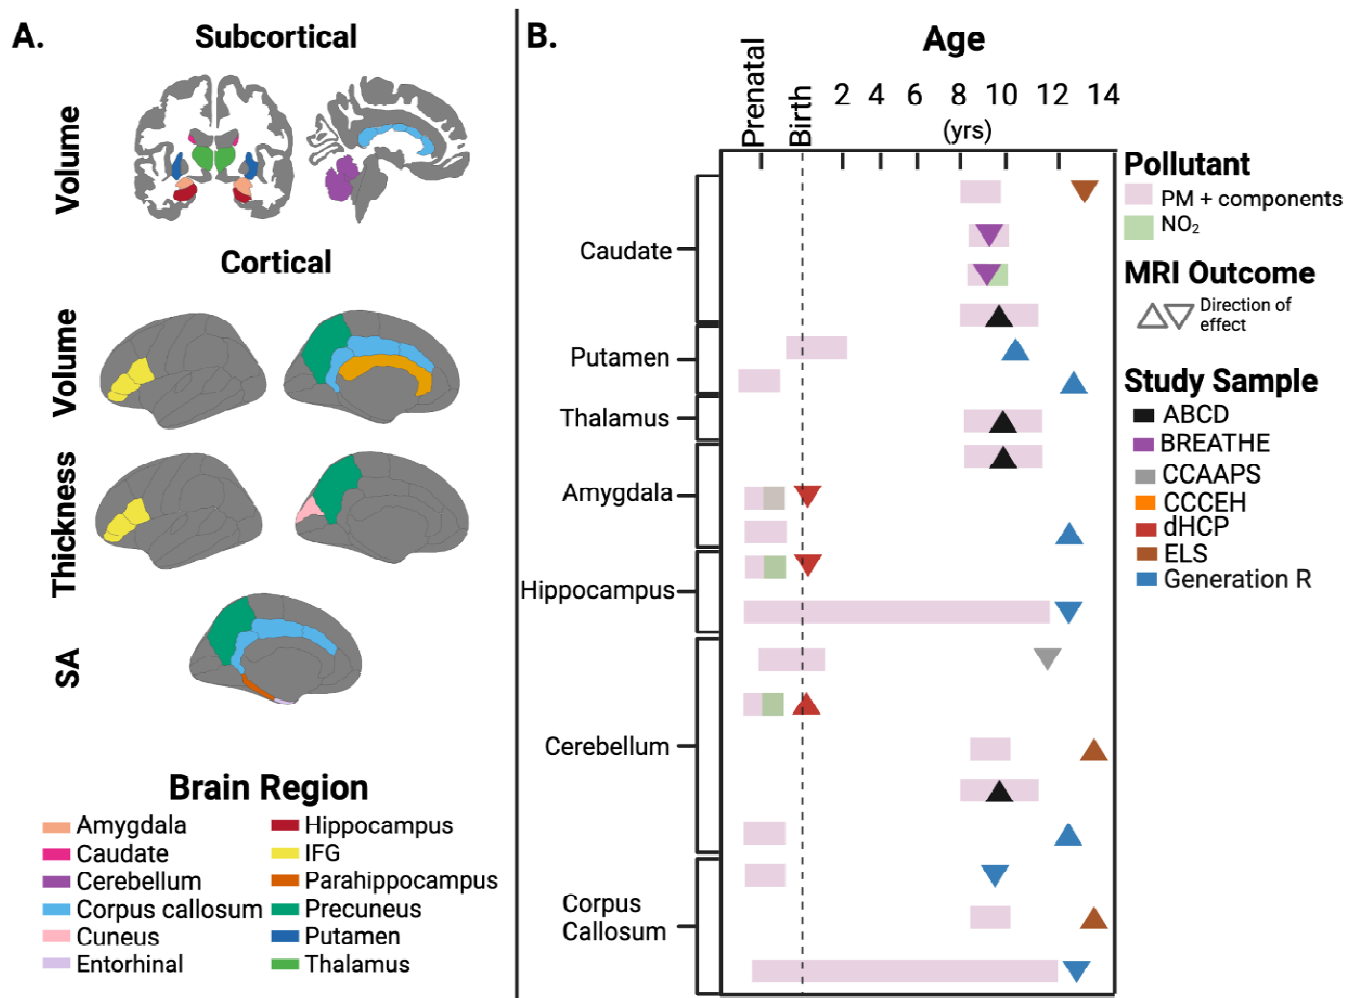 A.
Subcortical
Volume
Cortical
Volume
Thickness
SA
Brain Region
Amygdala
Caudate
Cerebellum
Corpus callosum
Cuneus
Entorhinal
Hippocampus
IFG
Parahippocampus
Precuneus
Putamen
Thalamus
B.
Age
Prenatal
Birth
2 4 6 8 10 12 14
(yrs)
Caudate
Putamen
Thalamus
Amygdala
Hippocampus
Cerebellum
Corpus
Callosum
Pollutant
PM + components
NO₂
MRI Outcome
Direction of
effect
Study Sample
ABCD
BREATHE
CCAAPS
CCCEH
dHCP
ELS
Generation R